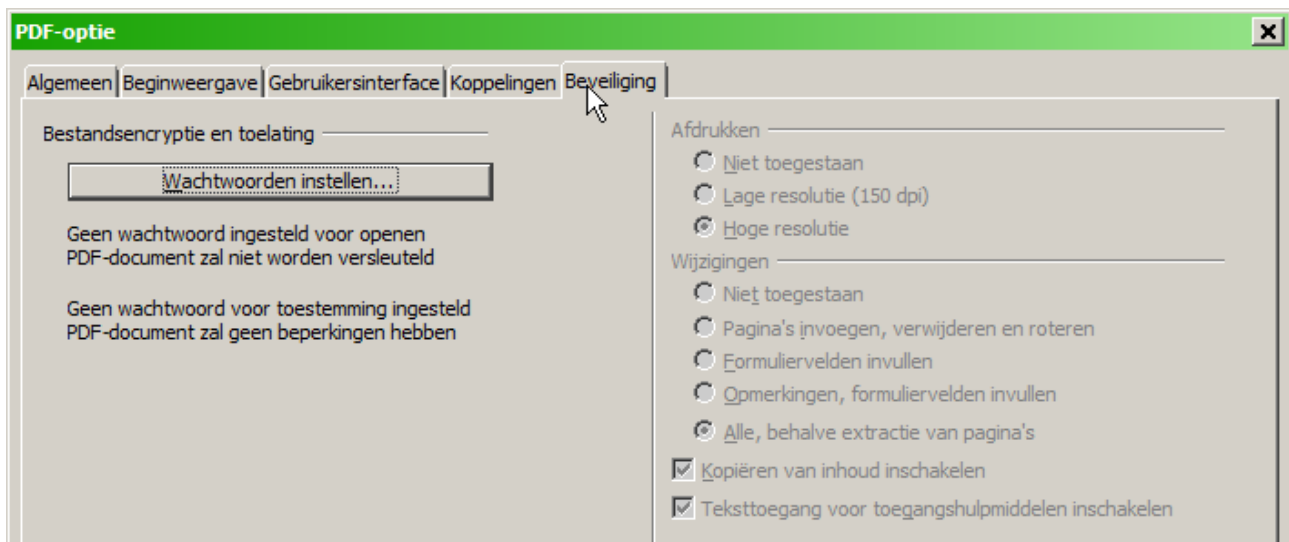 PDF-optie
Algemeen Beginweergave Gebruikersinterface Koppelingen Beveiliging
Bestandsencryptie en toelating
Wachtwoorden instellen...
Geen wachtwoord ingesteld voor openen
PDF-document zal niet worden versleuteld
Geen wachtwoord voor toestemming ingesteld
PDF-document zal geen beperkingen hebben
Afdrukken
Niet toegestaan
Lage resolutie (150 dpi)
Hoge resolutie
Wijzigingen
Niet toegestaan
Pagina's invoegen, verwijderen en roteren
Formuliervelden invullen
Opmerkingen, formuliervelden invullen
Alle, behalve extractie van pagina's
Kopiëren van inhoud inschakelen
Teksttoegang voor toegangshulpmiddelen inschakelen